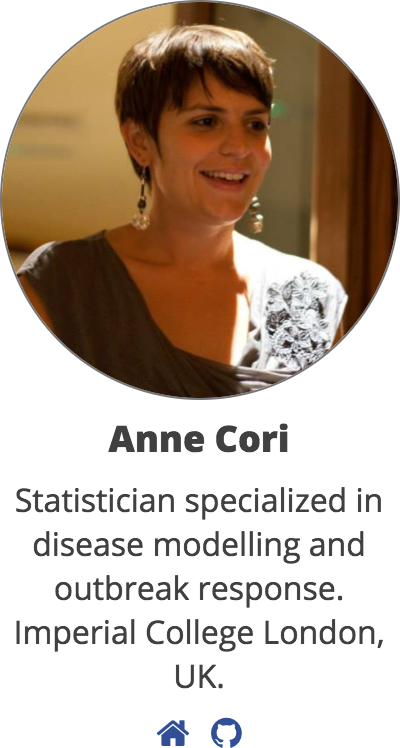 Anne Cori
Statistician specialized in
disease modelling and
outbreak response.
Imperial College London,
UK.